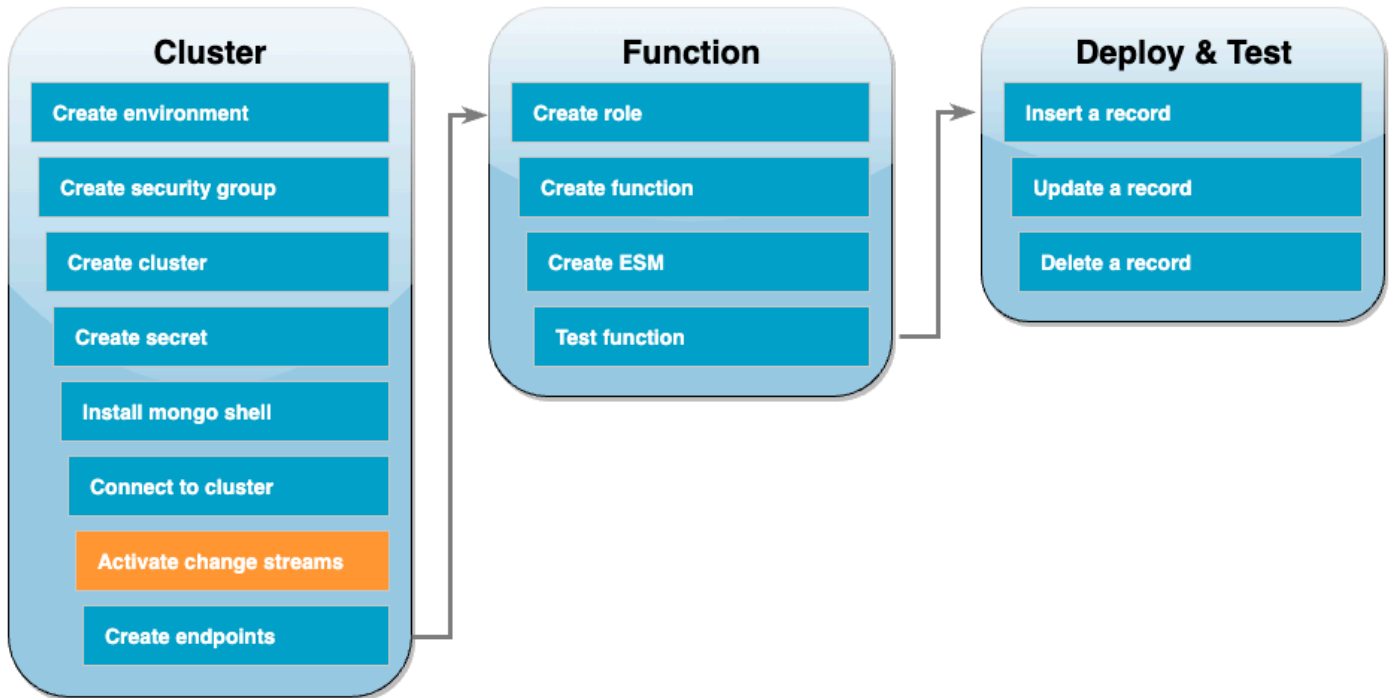 Cluster
Create environment
Create security group
Create cluster
Create secret
Install mongo shell
Connect to cluster
Activate change streams
Create endpoints
Function
Create role
Create function
Create ESM
Test function
Deploy & Test
Insert a record
Update a record
Delete a record